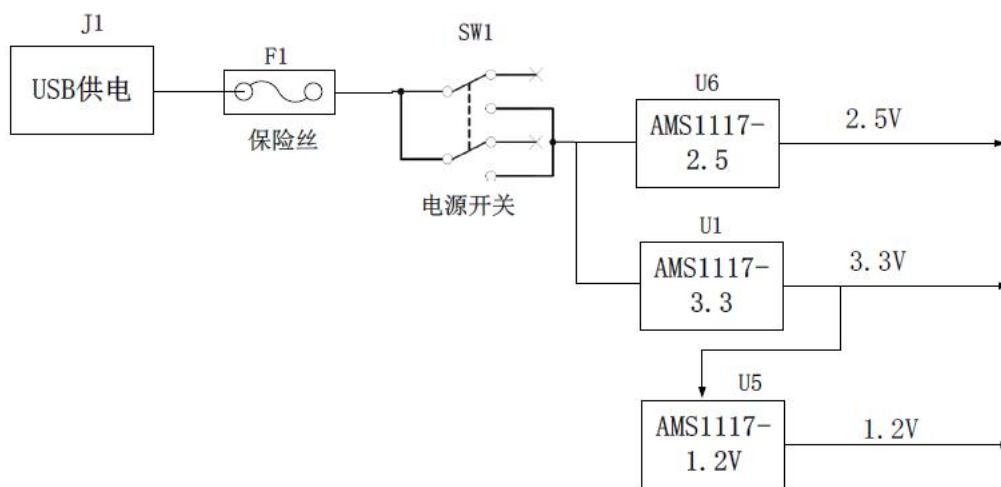 J1
USB供电
F1
保险丝
SW1
电源开关
U6
AMS1117-
2.5
2.5V
U1
AMS1117-
3.3
3.3V
U5
AMS1117-
1.2V
1.2V